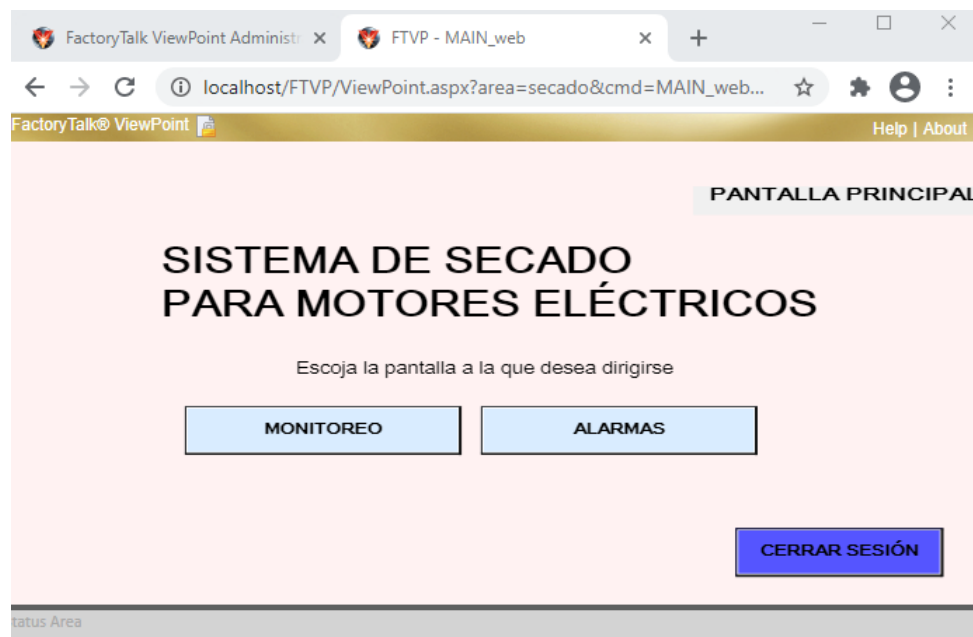 FactoryTalk ViewPoint Administr
FTVP - MAIN_web
localhost/FTVP/ViewPoint.aspx?area=secado&cmd=MAIN_web...
FactoryTalk® ViewPoint
Help | About
PANTALLA PRINCIPAL
SISTEMA DE SECADO
PARA MOTORES ELÉCTRICOS
Escoja la pantalla a la que desea dirigirse
MONITOREO
ALARMAS
CERRAR SESIÓN
tatus Area